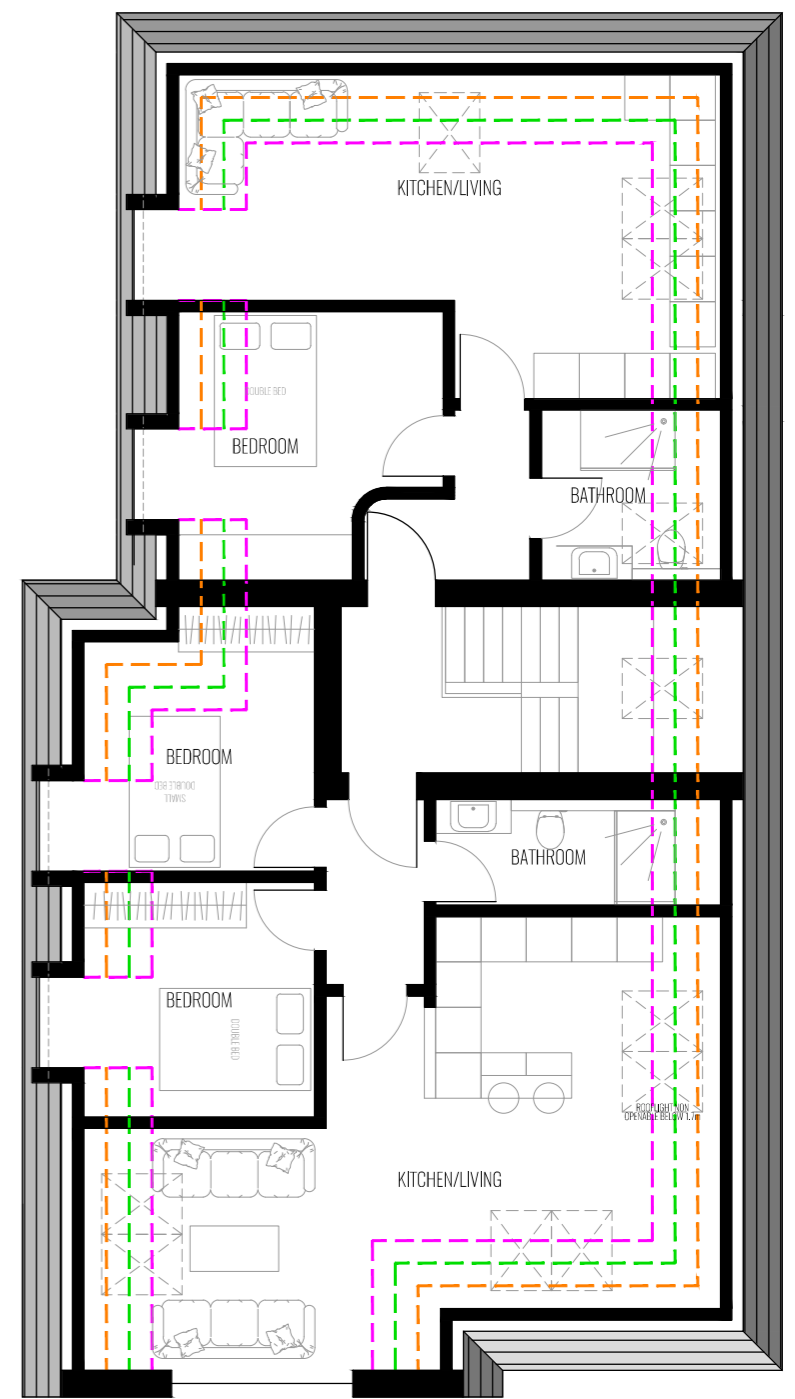 KITCHEN/LIVING
DOUBLE BED
BEDROOM
BATHROOM
BEDROOM
SMALL
DOUBLE BED
BATHROOM
BEDROOM
DOUBLE BED
ROOFLIGHT NON
OPENABLE BELOW 1.7m
KITCHEN/LIVING